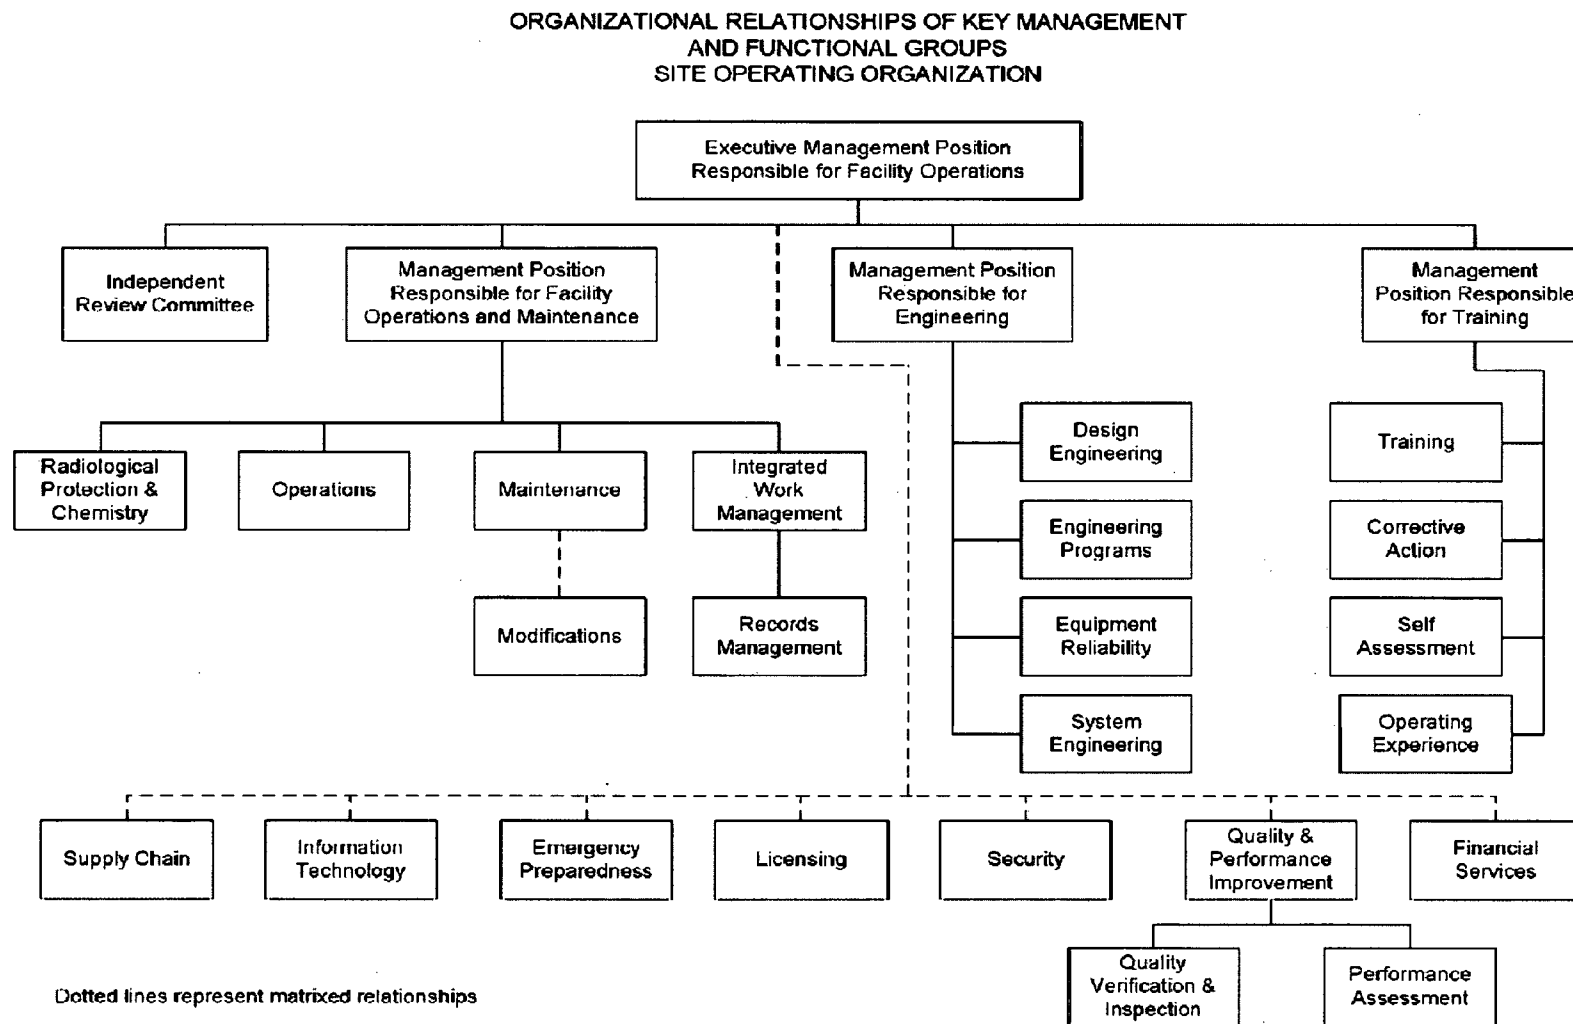 ORGANIZATIONAL RELATIONSHIPS OF KEY MANAGEMENT
AND FUNCTIONAL GROUPS
SITE OPERATING ORGANIZATION
Executive Management Position
Responsible for Facility Operations
Independent
Review Committee
Management Position
Responsible for Facility
Operations and Maintenance
Management Position
Responsible for
Engineering
Management
Position Responsible
for Training
Radiological
Protection &
Chemistry
Operations
Maintenance
Integrated
Work
Management
Modifications
Records
Management
Design
Engineering
Engineering
Programs
Equipment
Reliability
System
Engineering
Training
Corrective
Action
Self
Assessment
Operating
Experience
Supply Chain
Information
Technology
Emergency
Preparedness
Licensing
Security
Quality &
Performance
Improvement
Financial
Services
Quality
Verification &
Inspection
Performance
Assessment
Dotted lines represent matrixed relationships